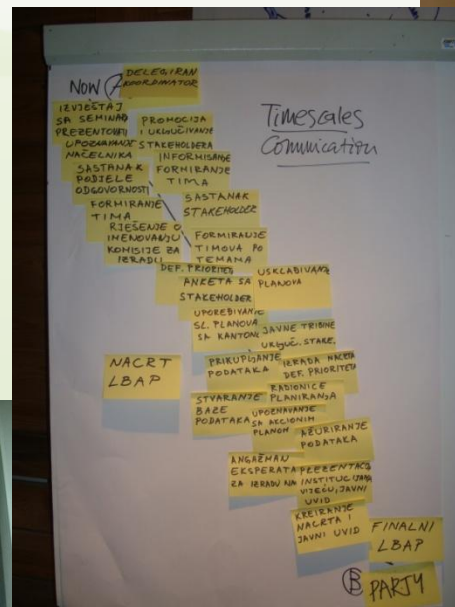 NOW A
DELEGIRAN
KOORDINATOR
Timescales
Comunication
IZVJEŠTAJ
SA SEMINAR
PREZENTOVATI
PROMOCIJA
I UKLJUČIVANJE
STAKEHOLDERA
UPOZNAVANJE
NAČELNIKA
INFORMISANJE
FORMIRANJE
TIMA
SASTANAK
PODJELE
ODGOVORNOSTI
SASTANAK
STAKEHOLDER
FORMIRANJE
TIMA
RJEŠENJE O
IMENOVANJU
KOMISIJE ZA
IZRADU
FORMIRANJE
TIMOVA PO
TEMAMA
DEF. PRIORITETA
ANKETA SA
STAKEHOLDER
USKLAĐIVANJE
PLANOVA
UPOREĐIVANJE
SL. PLANOVA
SA KANTONO
JAVNE TRIBINE
UKLJUČ. STAKE.
NACRT
LBAP
PRIKUPLJANJE
PODATAKA
IZRADA NACRTA
DEF. PRIORITETA
RADIONICE
PLANIRANJA
STVARANJE
BAZE
PODATAKA
UPOZNAVANJE
SA AKCIONIM
PLANOM
AŽURIRANJE
PODATAKA
ANGAŽMAN
EKSPERATA
ZA IZRADU NA
PREZENTACIJA
INSTITUCIJAMA
VIJEĆU, JAVNI
UVID
KREIRANJE
NACRTA I
JAVNI UVID
FINALNI
LBAP
B PARTY